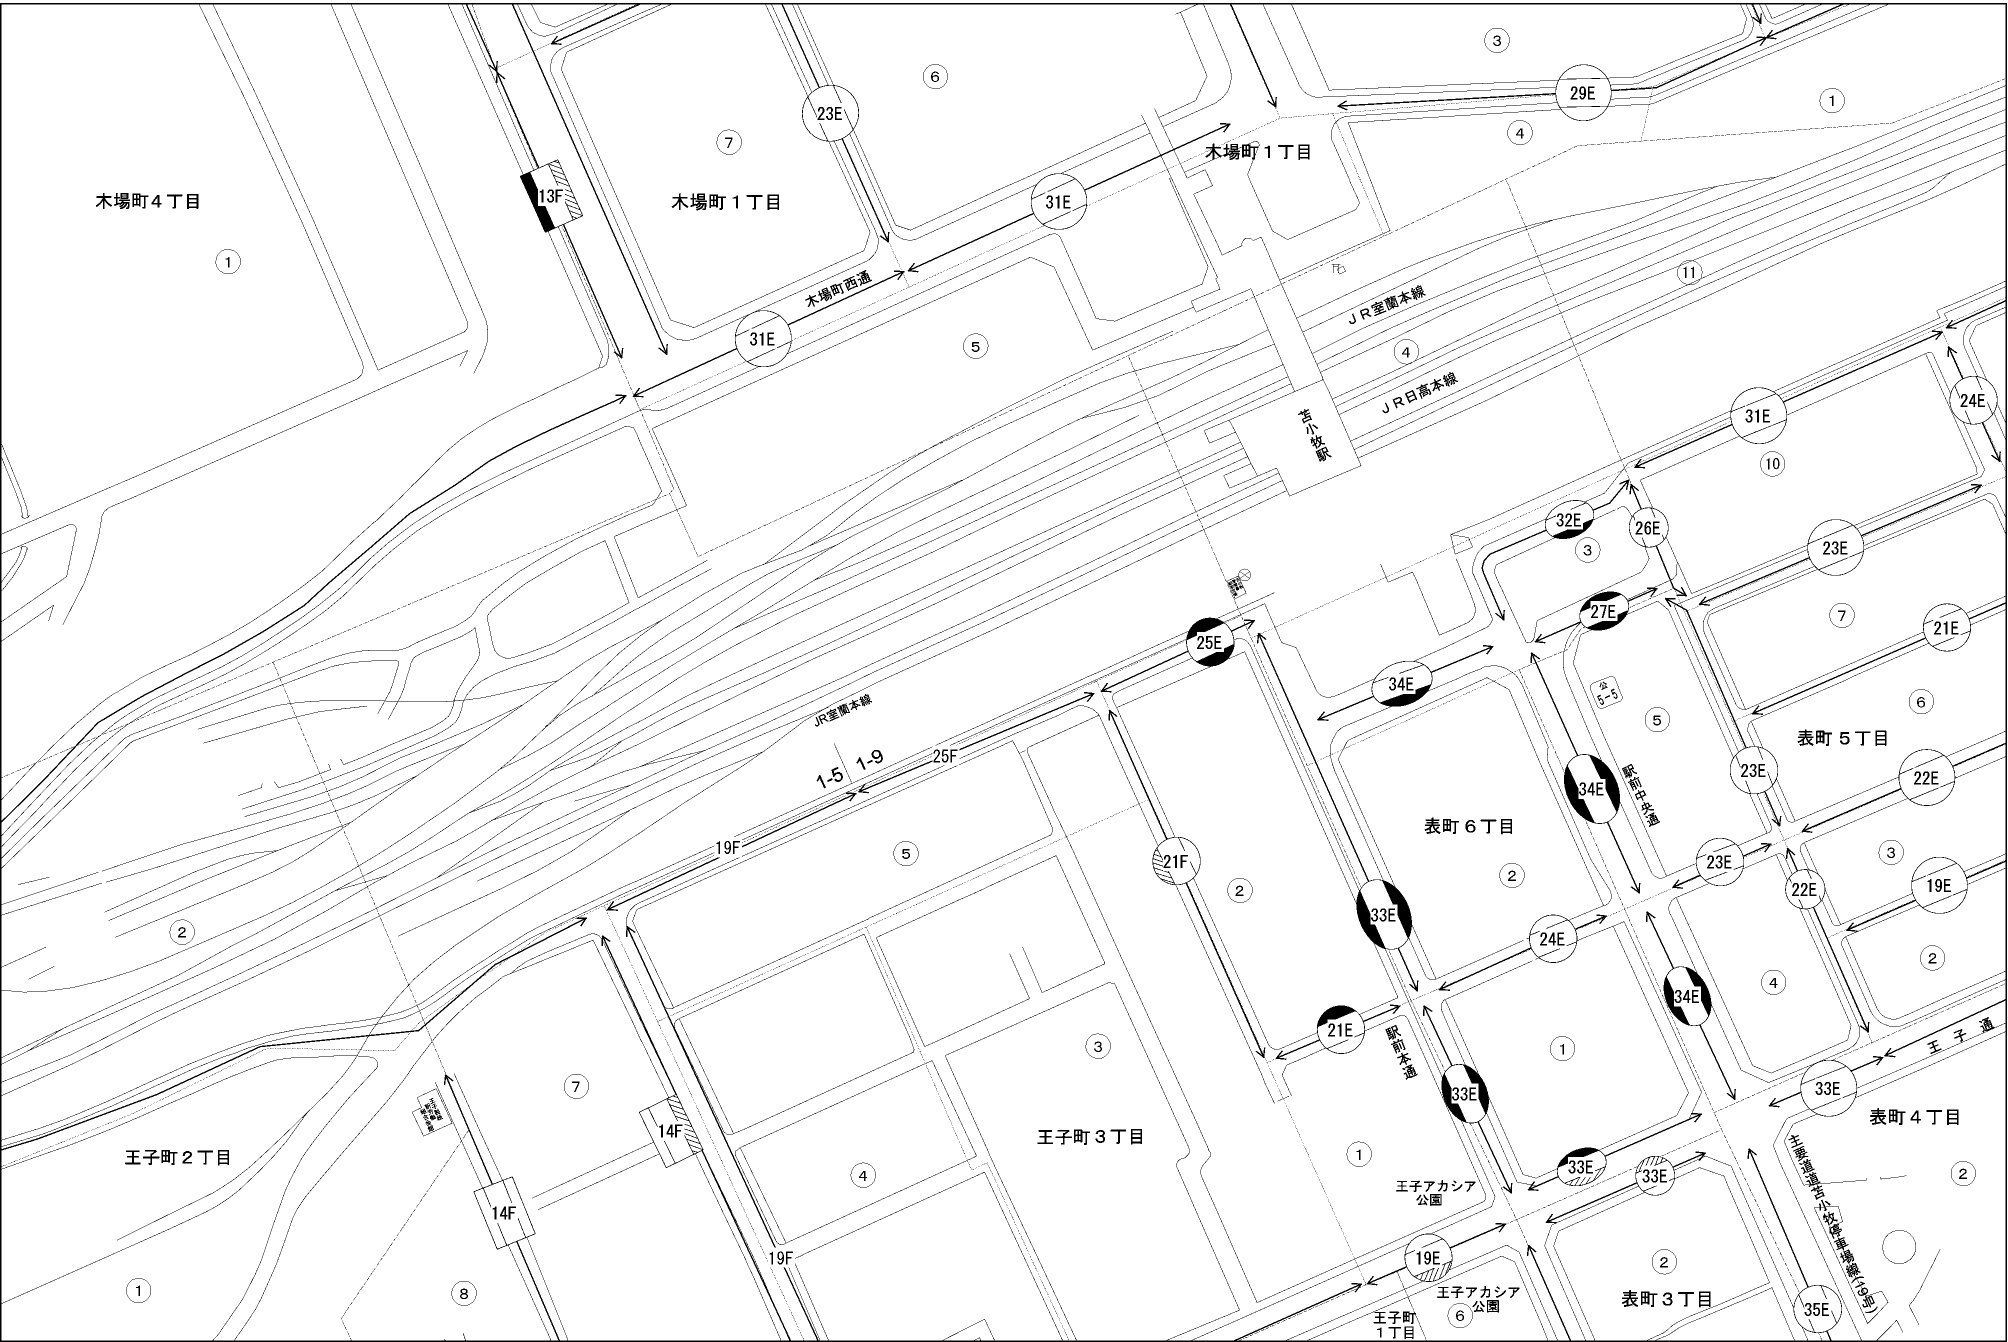 3
6
29E
1
23E
7
4
木場町1丁目
13F
木場町4丁目
木場町1丁目
31E
1
11
木場町西通
JR室蘭本線
31E
5
4
JR日高本線
24E
31E
苫小牧駅
10
32E
26E
3
23E
27E
7
21E
25E
34E
公
5-5
6
JR室蘭本線
5
表町5丁目
1-5
1-9
25F
23E
22E
駅前中央通
34E
表町6丁目
19F
5
21F
23E
3
2
2
22E
19E
33E
2
24E
2
4
34E
21E
駅前本通
王子通
3
1
7
33E
33E
表町4丁目
14F
王子町3丁目
王子町2丁目
1
33E
33E
2
4
王子アカシア
公園
主要道道苫小牧停車場線(19号)
14F
19F
19E
2
1
8
王子アカシア
公園
6
表町3丁目
35E
王子町
1丁目